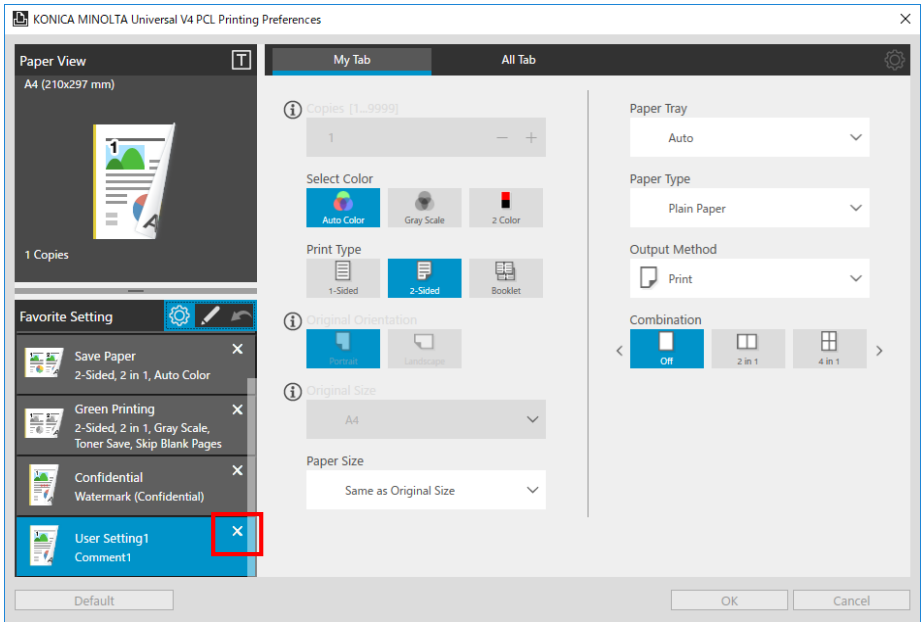 KONICA MINOLTA Universal V4 PCL Printing Preferences
Paper View
T
A4 (210x297 mm)
1
A
1 Copies
Favorite Setting
Save Paper
2-Sided, 2 in 1, Auto Color
Green Printing
2-Sided, 2 in 1, Gray Scale,
Toner Save, Skip Blank Pages
Confidential
Watermark (Confidential)
User Setting1
Comment1
My Tab
All Tab
Copies [1...9999]
1
Select Color
Auto Color
Gray Scale
2 Color
Print Type
1-Sided
2-Sided
Booklet
Original Orientation
Portrait
Landscape
Original Size
A4
Paper Size
Same as Original Size
Paper Tray
Auto
Paper Type
Plain Paper
Output Method
Print
Combination
Off
2 in 1
4 in 1
Default
OK
Cancel